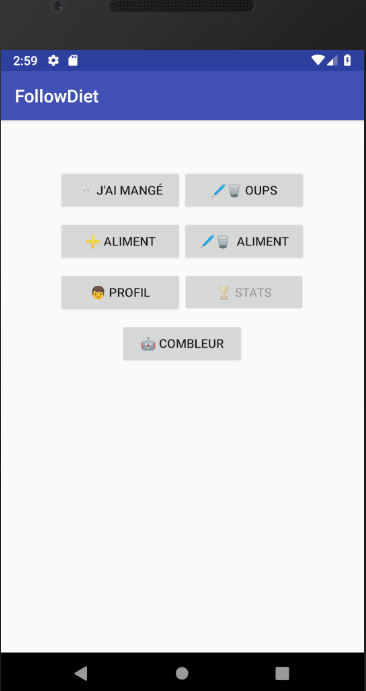 2:59
FollowDiet
🍴 J'AI MANGÉ
🖊🗑 OUPS
➕ ALIMENT
🖊🗑 ALIMENT
👦 PROFIL
🏆 STATS
🤖 COMBLEUR